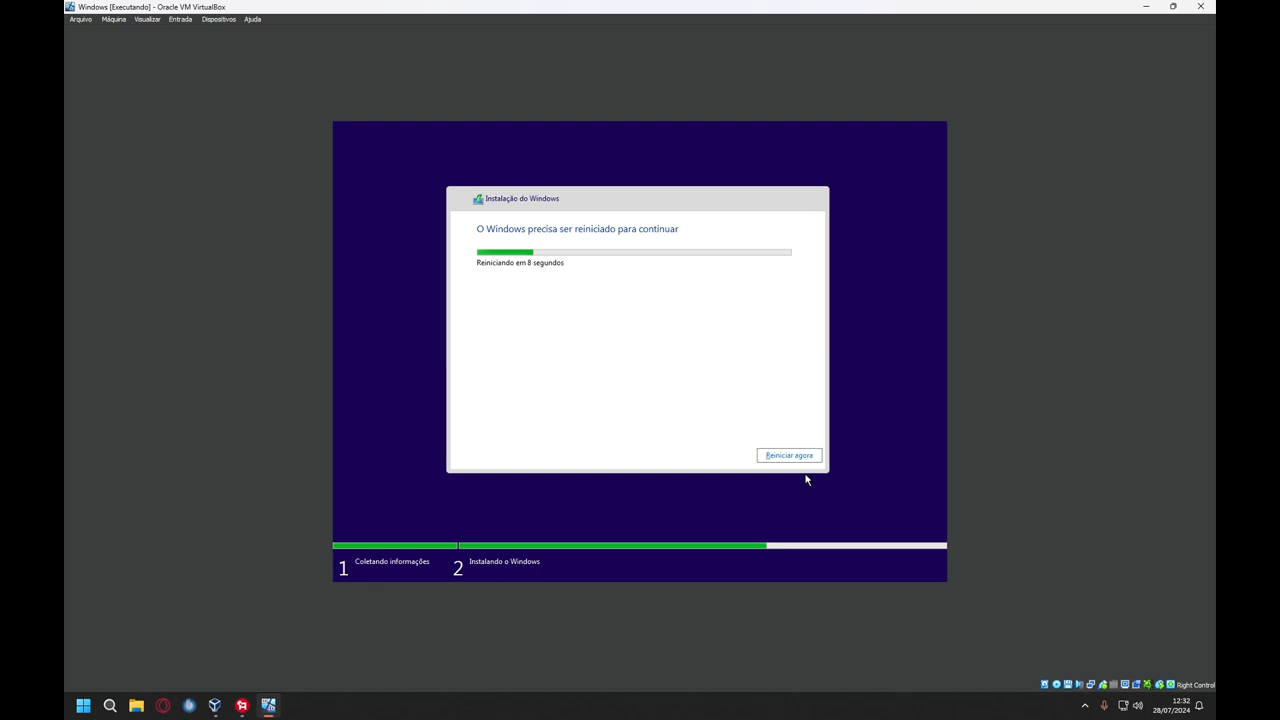 Windows [Executando] - Oracle VM VirtualBox
Arquivo Máquina Visualizar Entrada Dispositivos Ajuda
Instalação do Windows
O Windows precisa ser reiniciado para continuar
Reiniciando em 8 segundos
Reiniciar agora
1 Coletando informações 2 Instalando o Windows
Right Control
12:32
28/07/2024